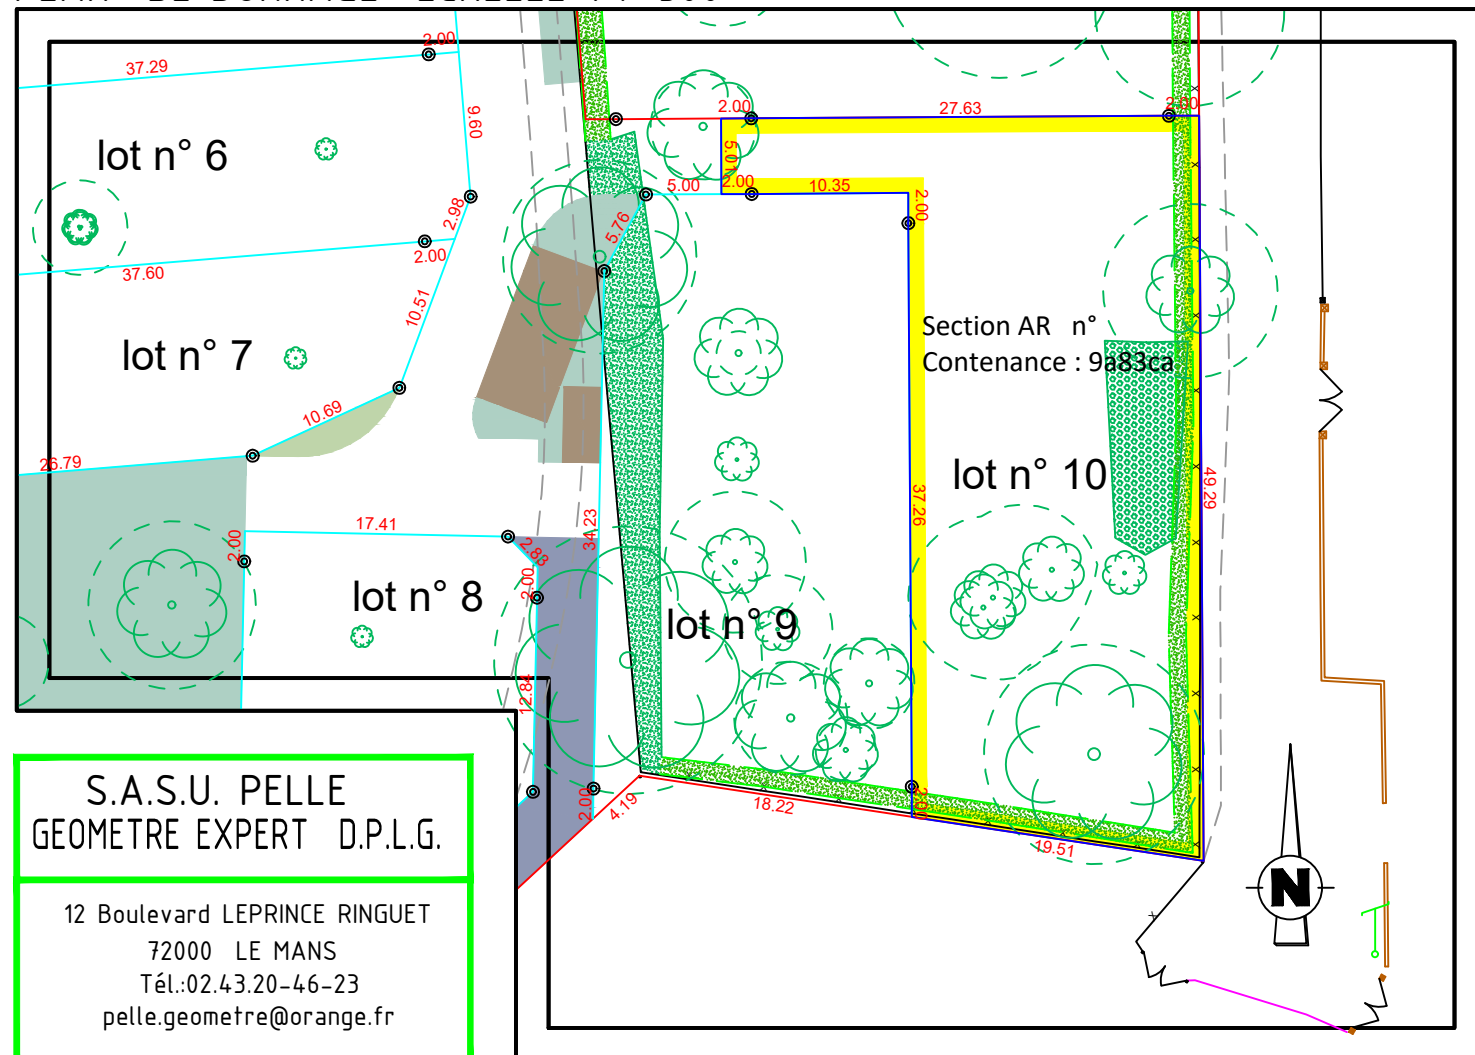 2.00
37.29
9.60
lot n° 6
2.98
2.00
37.60
10.51
lot n° 7
10.69
26.79
17.41
2.00
2.83
2.00
lot n° 8
12.84
34.23
2.00
4.19
2.00
27.63
2.00
5.01
5.00
2.00
10.35
2.00
5.76
Section AR n°
Contenance : 9a83ca
lot n° 10
49.29
37.26
lot n° 9
18.22
2.00
19.51
N
S.A.S.U. PELLE
GEOMETRE EXPERT D.P.L.G.
12 Boulevard LEPRINCE RINGUET
72000 LE MANS
Tél.:02.43.20-46-23
pelle.geometre@orange.fr